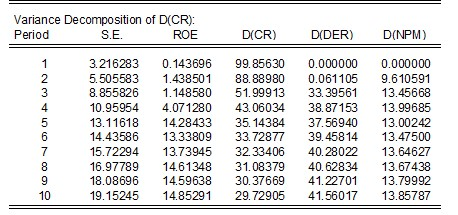 Variance Decomposition of D(CR):
Period S.E. ROE D(CR) D(DER) D(NPM)
1 3.216283 0.143696 99.85630 0.000000 0.000000
2 5.505583 1.438501 88.88980 0.061105 9.610591
3 8.855826 1.148580 51.99913 33.39561 13.45668
4 10.95954 4.071280 43.06034 38.87153 13.99685
5 13.11618 14.28433 35.14384 37.56940 13.00242
6 14.43586 13.33809 33.72877 39.45814 13.47500
7 15.72294 13.73945 32.33406 40.28022 13.64627
8 16.97789 14.61348 31.08379 40.62834 13.67438
9 18.08696 14.59638 30.37669 41.22701 13.79992
10 19.15245 14.85291 29.72905 41.56017 13.85787